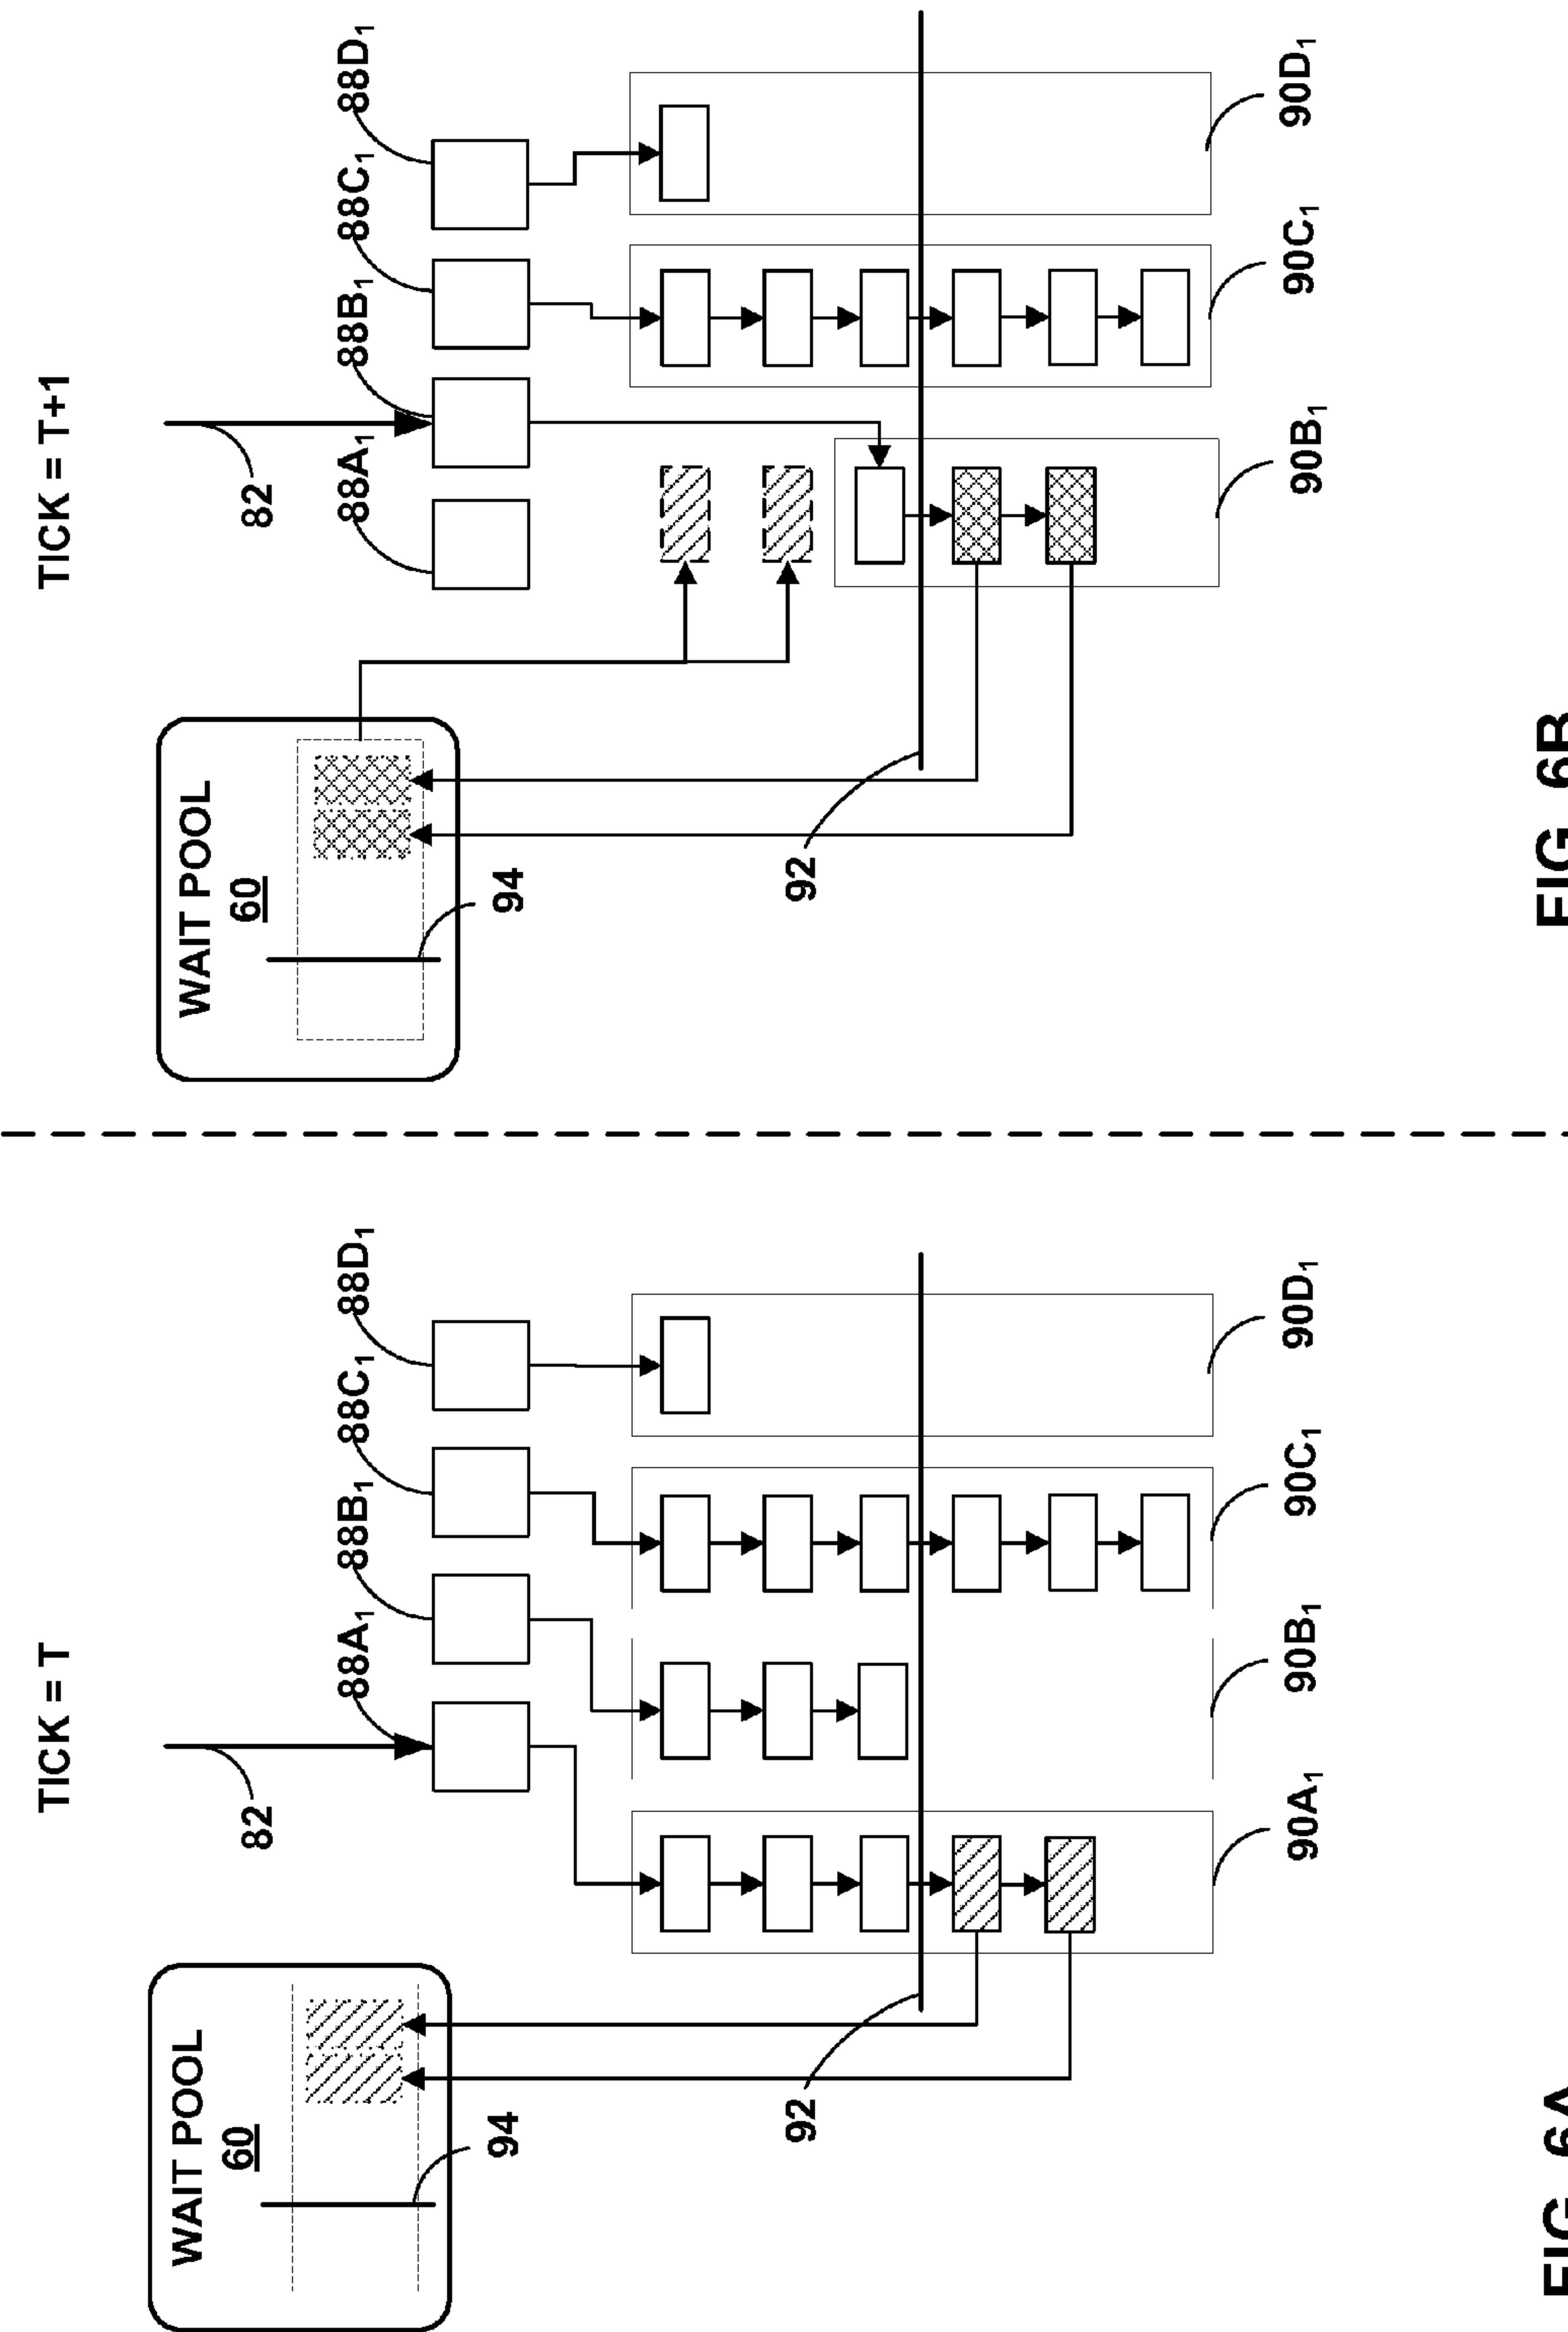 TICK = T
WAIT POOL
60
94
82
88A₁
88B₁
88C₁
88D₁
92
90A₁
90B₁
90C₁
90D₁
FIG. 6A
TICK = T+1
WAIT POOL
60
94
82
88A₁
88B₁
88C₁
88D₁
92
90B₁
90C₁
90D₁
FIG. 6B